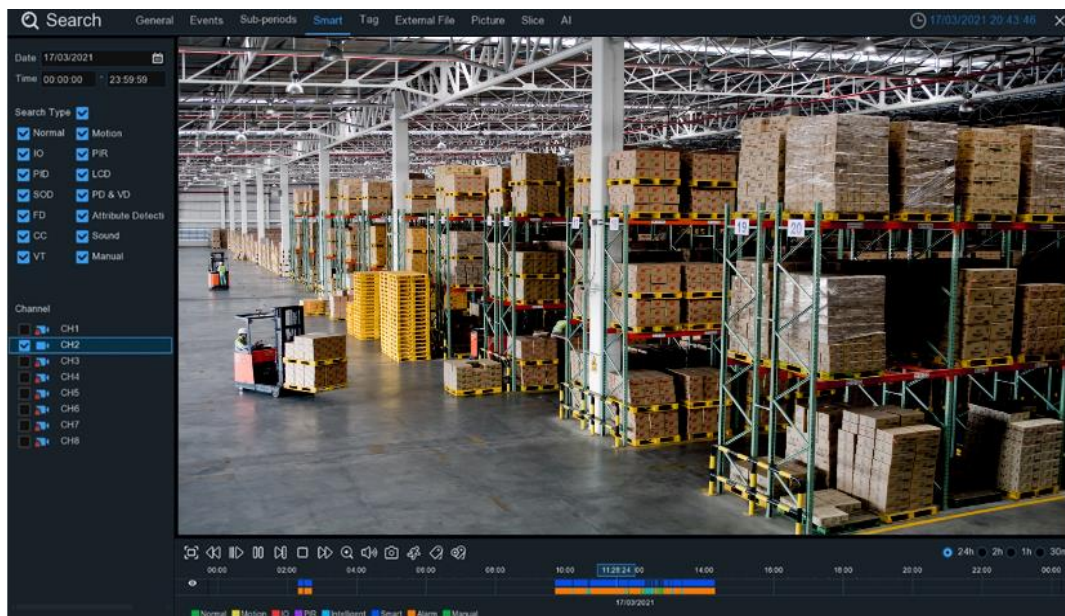 Search General Events Sub-periods Smart Tag External File Picture Slice AI 17/03/2021 20:43:46
Date 17/03/2021
Time 00:00:00 - 23:59:59
Search Type
Normal Motion
IO PIR
PID LCD
SOD PD & VD
FD Attribute Detecti
CC Sound
VT Manual
Channel
CH1
CH2
CH3
CH4
CH5
CH6
CH7
CH8
19 20
24h 2h 1h 30m
00:00 02:00 04:00 06:00 08:00 10:00 11:28:24 00 14:00 16:00 18:00 20:00 22:00 00:00
17/03/2021
Normal Motion IO PIR Intelligent Smart Alarm Manual